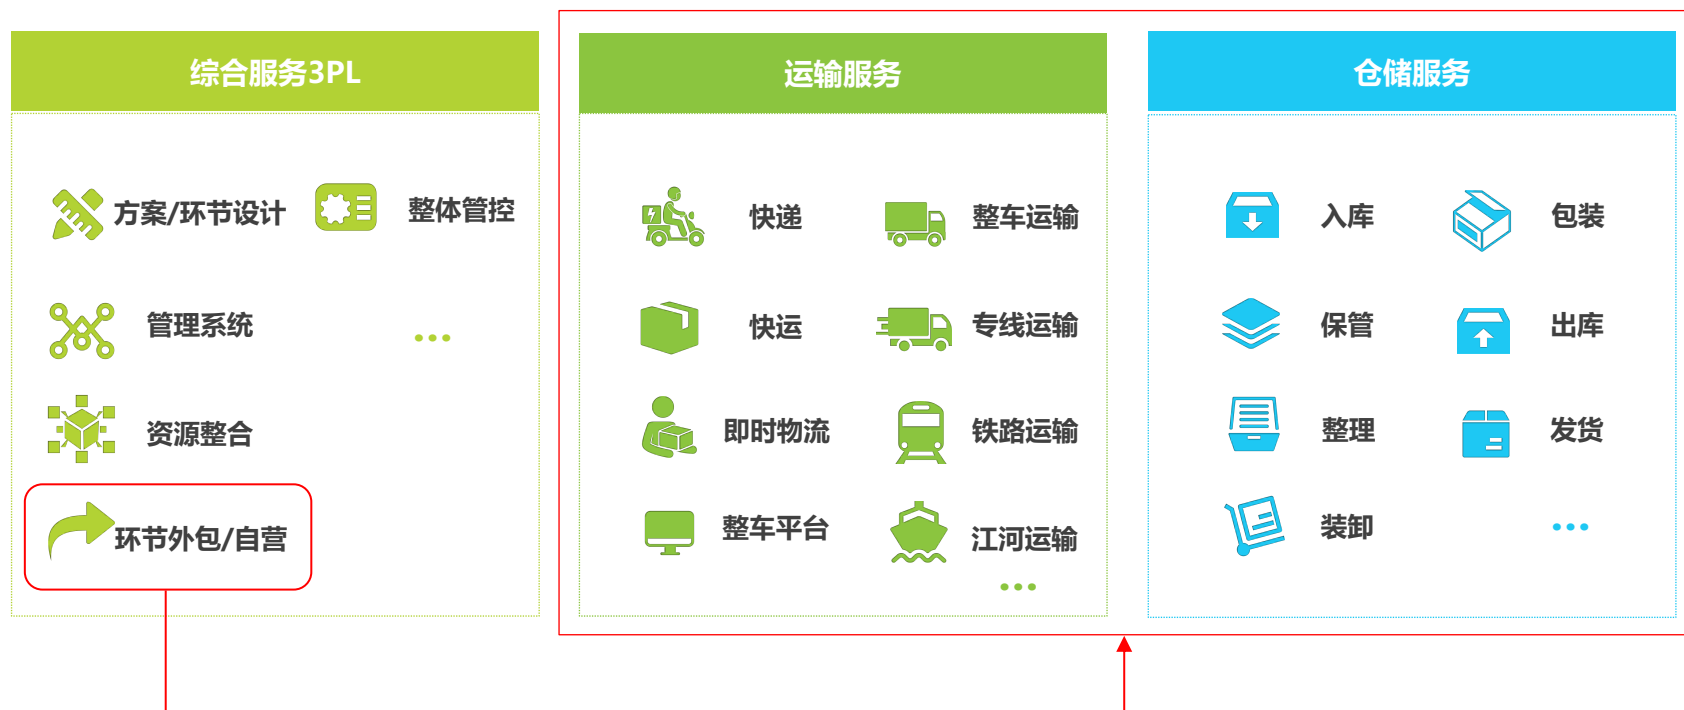 综合服务3PL
方案/环节设计
整体管控
管理系统
...
资源整合
环节外包/自营
运输服务
快递
整车运输
快运
专线运输
即时物流
铁路运输
整车平台
江河运输
...
仓储服务
入库
包装
保管
出库
整理
发货
装卸
...